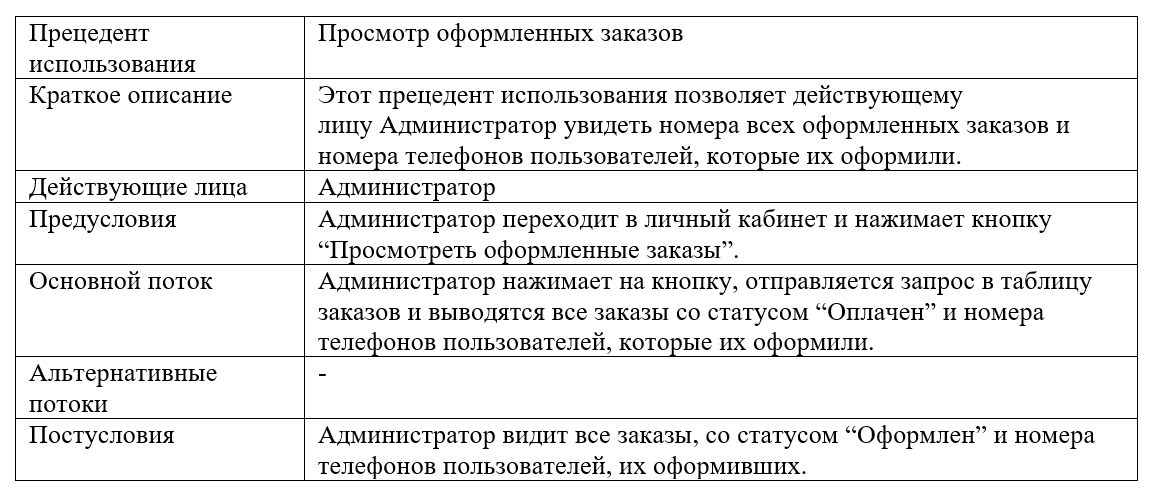 Прецедент
использования
Просмотр оформленных заказов
Краткое описание
Этот прецедент использования позволяет действующему
лицу Администратор увидеть номера всех оформленных заказов и
номера телефонов пользователей, которые их оформили.
Действующие лица
Администратор
Предусловия
Администратор переходит в личный кабинет и нажимает кнопку
“Просмотреть оформленные заказы”.
Основной поток
Администратор нажимает на кнопку, отправляется запрос в таблицу
заказов и выводятся все заказы со статусом “Оплачен” и номера
телефонов пользователей, которые их оформили.
Альтернативные
потоки
-
Постусловия
Администратор видит все заказы, со статусом “Оформлен” и номера
телефонов пользователей, их оформивших.